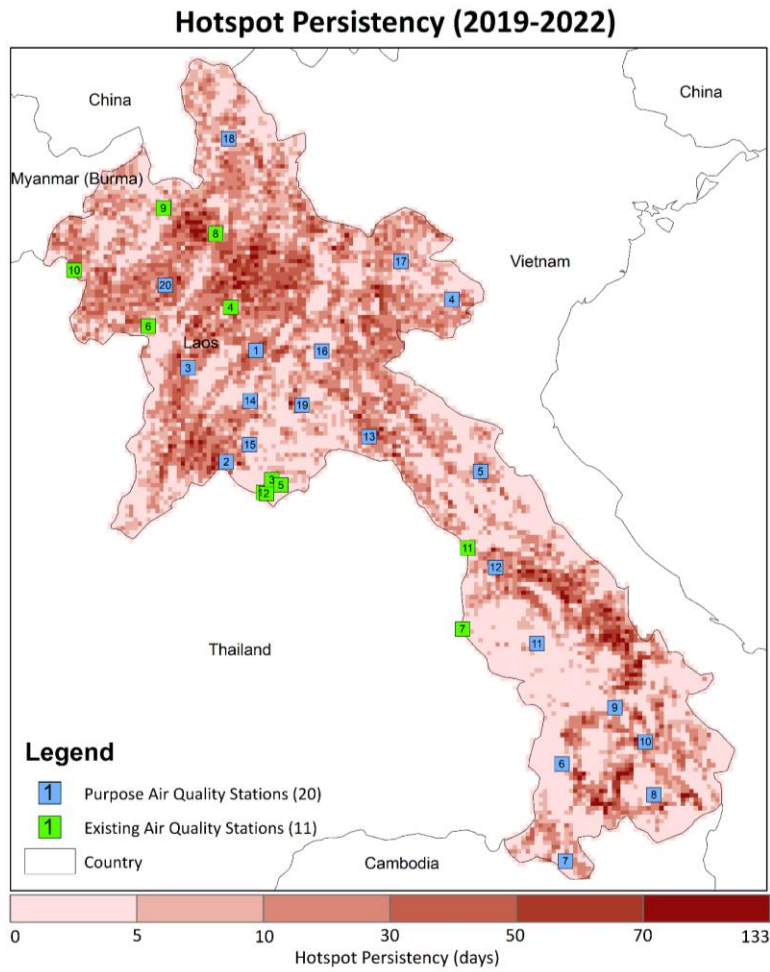 Hotspot Persistency (2019-2022)
China
China
18
Myanmar (Burma)
9
8
Vietnam
17
10
20
4
4
6
Laos
1
16
3
14
19
13
15
2
5
3
5
2
11
12
7
11
Thailand
9
10
6
8
7
Cambodia
Legend
1 Purpose Air Quality Stations (20)
1 Existing Air Quality Stations (11)
Country
0 5 10 30 50 70 133
Hotspot Persistency (days)